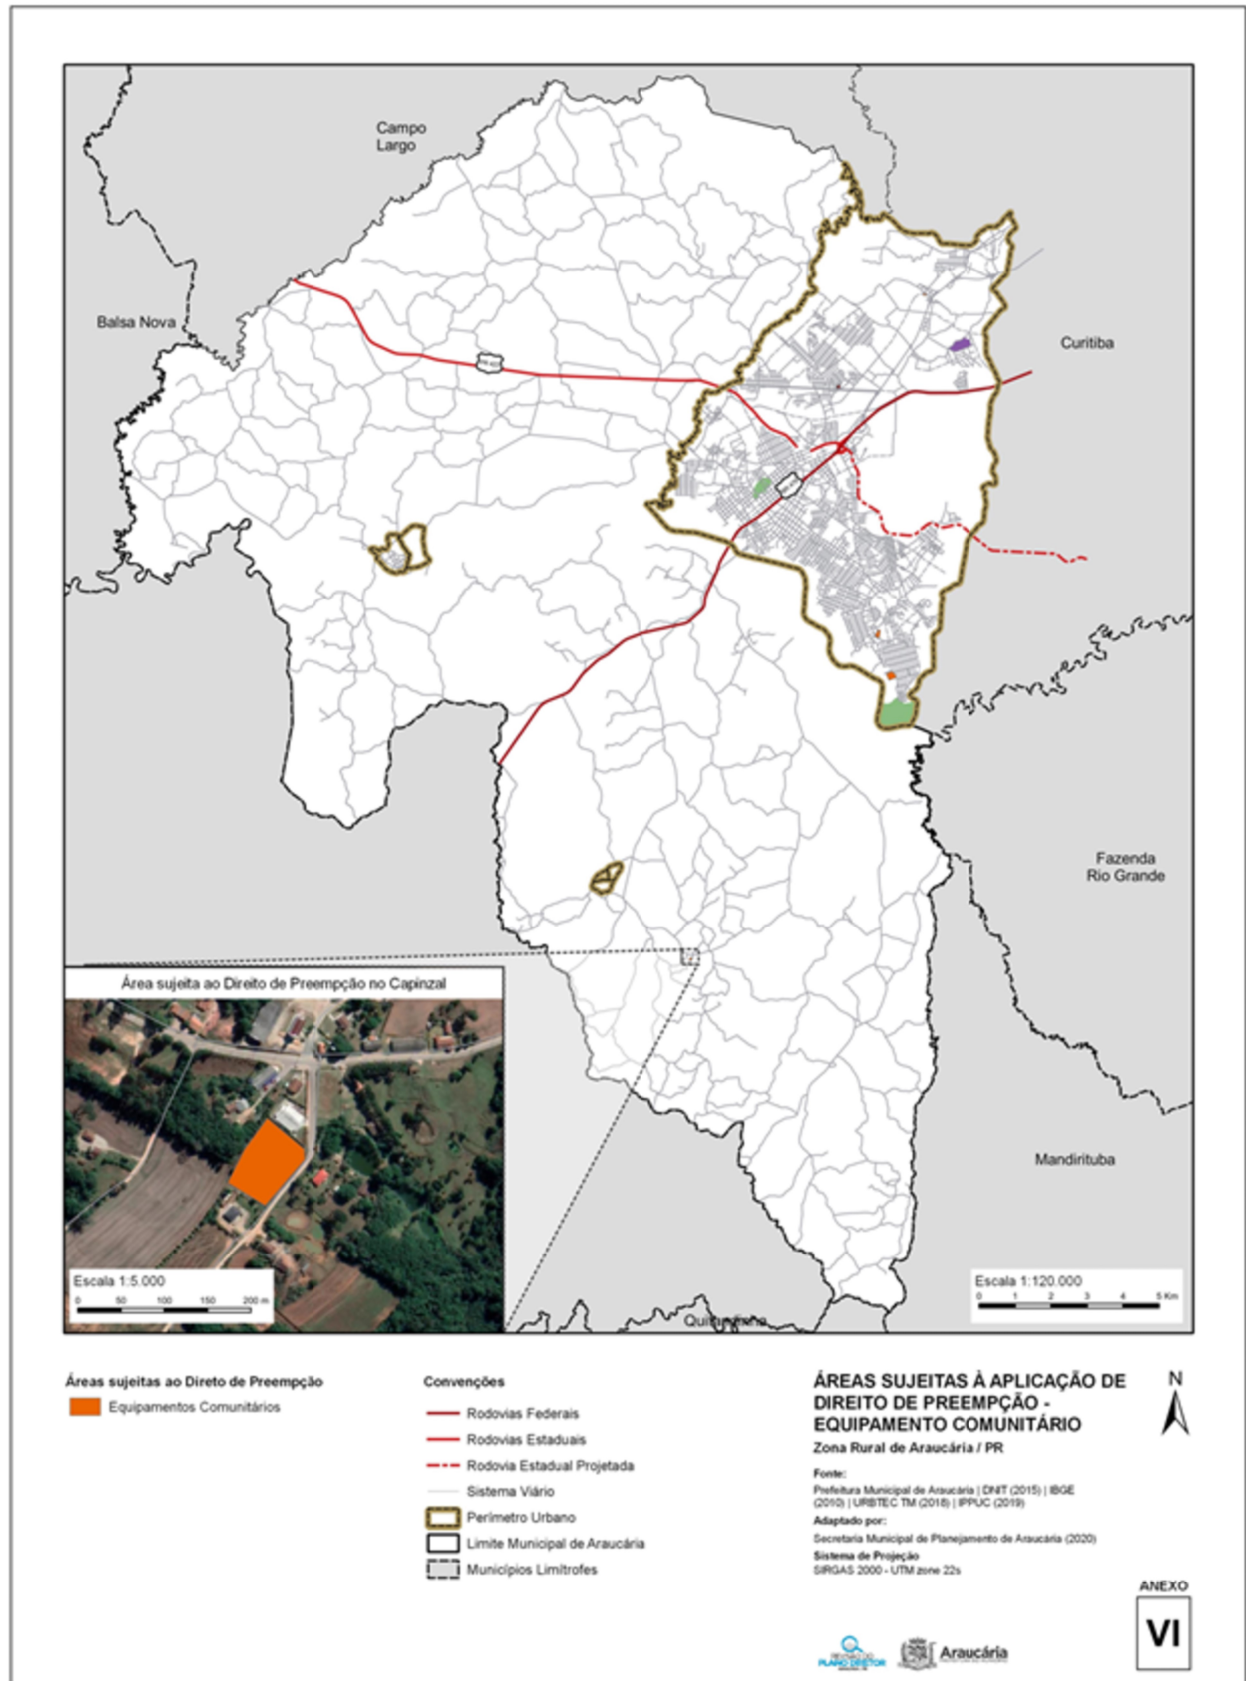 Campo
Largo
Balsa Nova
Curitiba
Fazenda
Rio Grande
Mandirituba
Área sujeita ao Direito de Preempção no Capinzal
Escala 1:5.000
0 50 100 150 200 m
Escala 1:120.000
0 1 2 3 4 5 Km
Áreas sujeitas ao Direto de Preempção
Equipamentos Comunitários
Convenções
Rodovias Federais
Rodovias Estaduais
Rodovia Estadual Projetada
Sistema Viário
Perímetro Urbano
Limite Municipal de Araucária
Municípios Limítrofes
ÁREAS SUJEITAS À APLICAÇÃO DE
DIREITO DE PREEMPÇÃO -
EQUIPAMENTO COMUNITÁRIO
Zona Rural de Araucária / PR
Fonte:
Prefeitura Municipal de Araucária | DNIT (2015) | IBGE
(2010) | URBTEC TM (2018) | IPPUC (2019)
Adaptado por:
Secretaria Municipal de Planejamento de Araucária (2020)
Sistema de Projeção
SIRGAS 2000 - UTM zone 22s
N
ANEXO
VI
REVISÃO DO
PLANO DIRETOR
Araucária